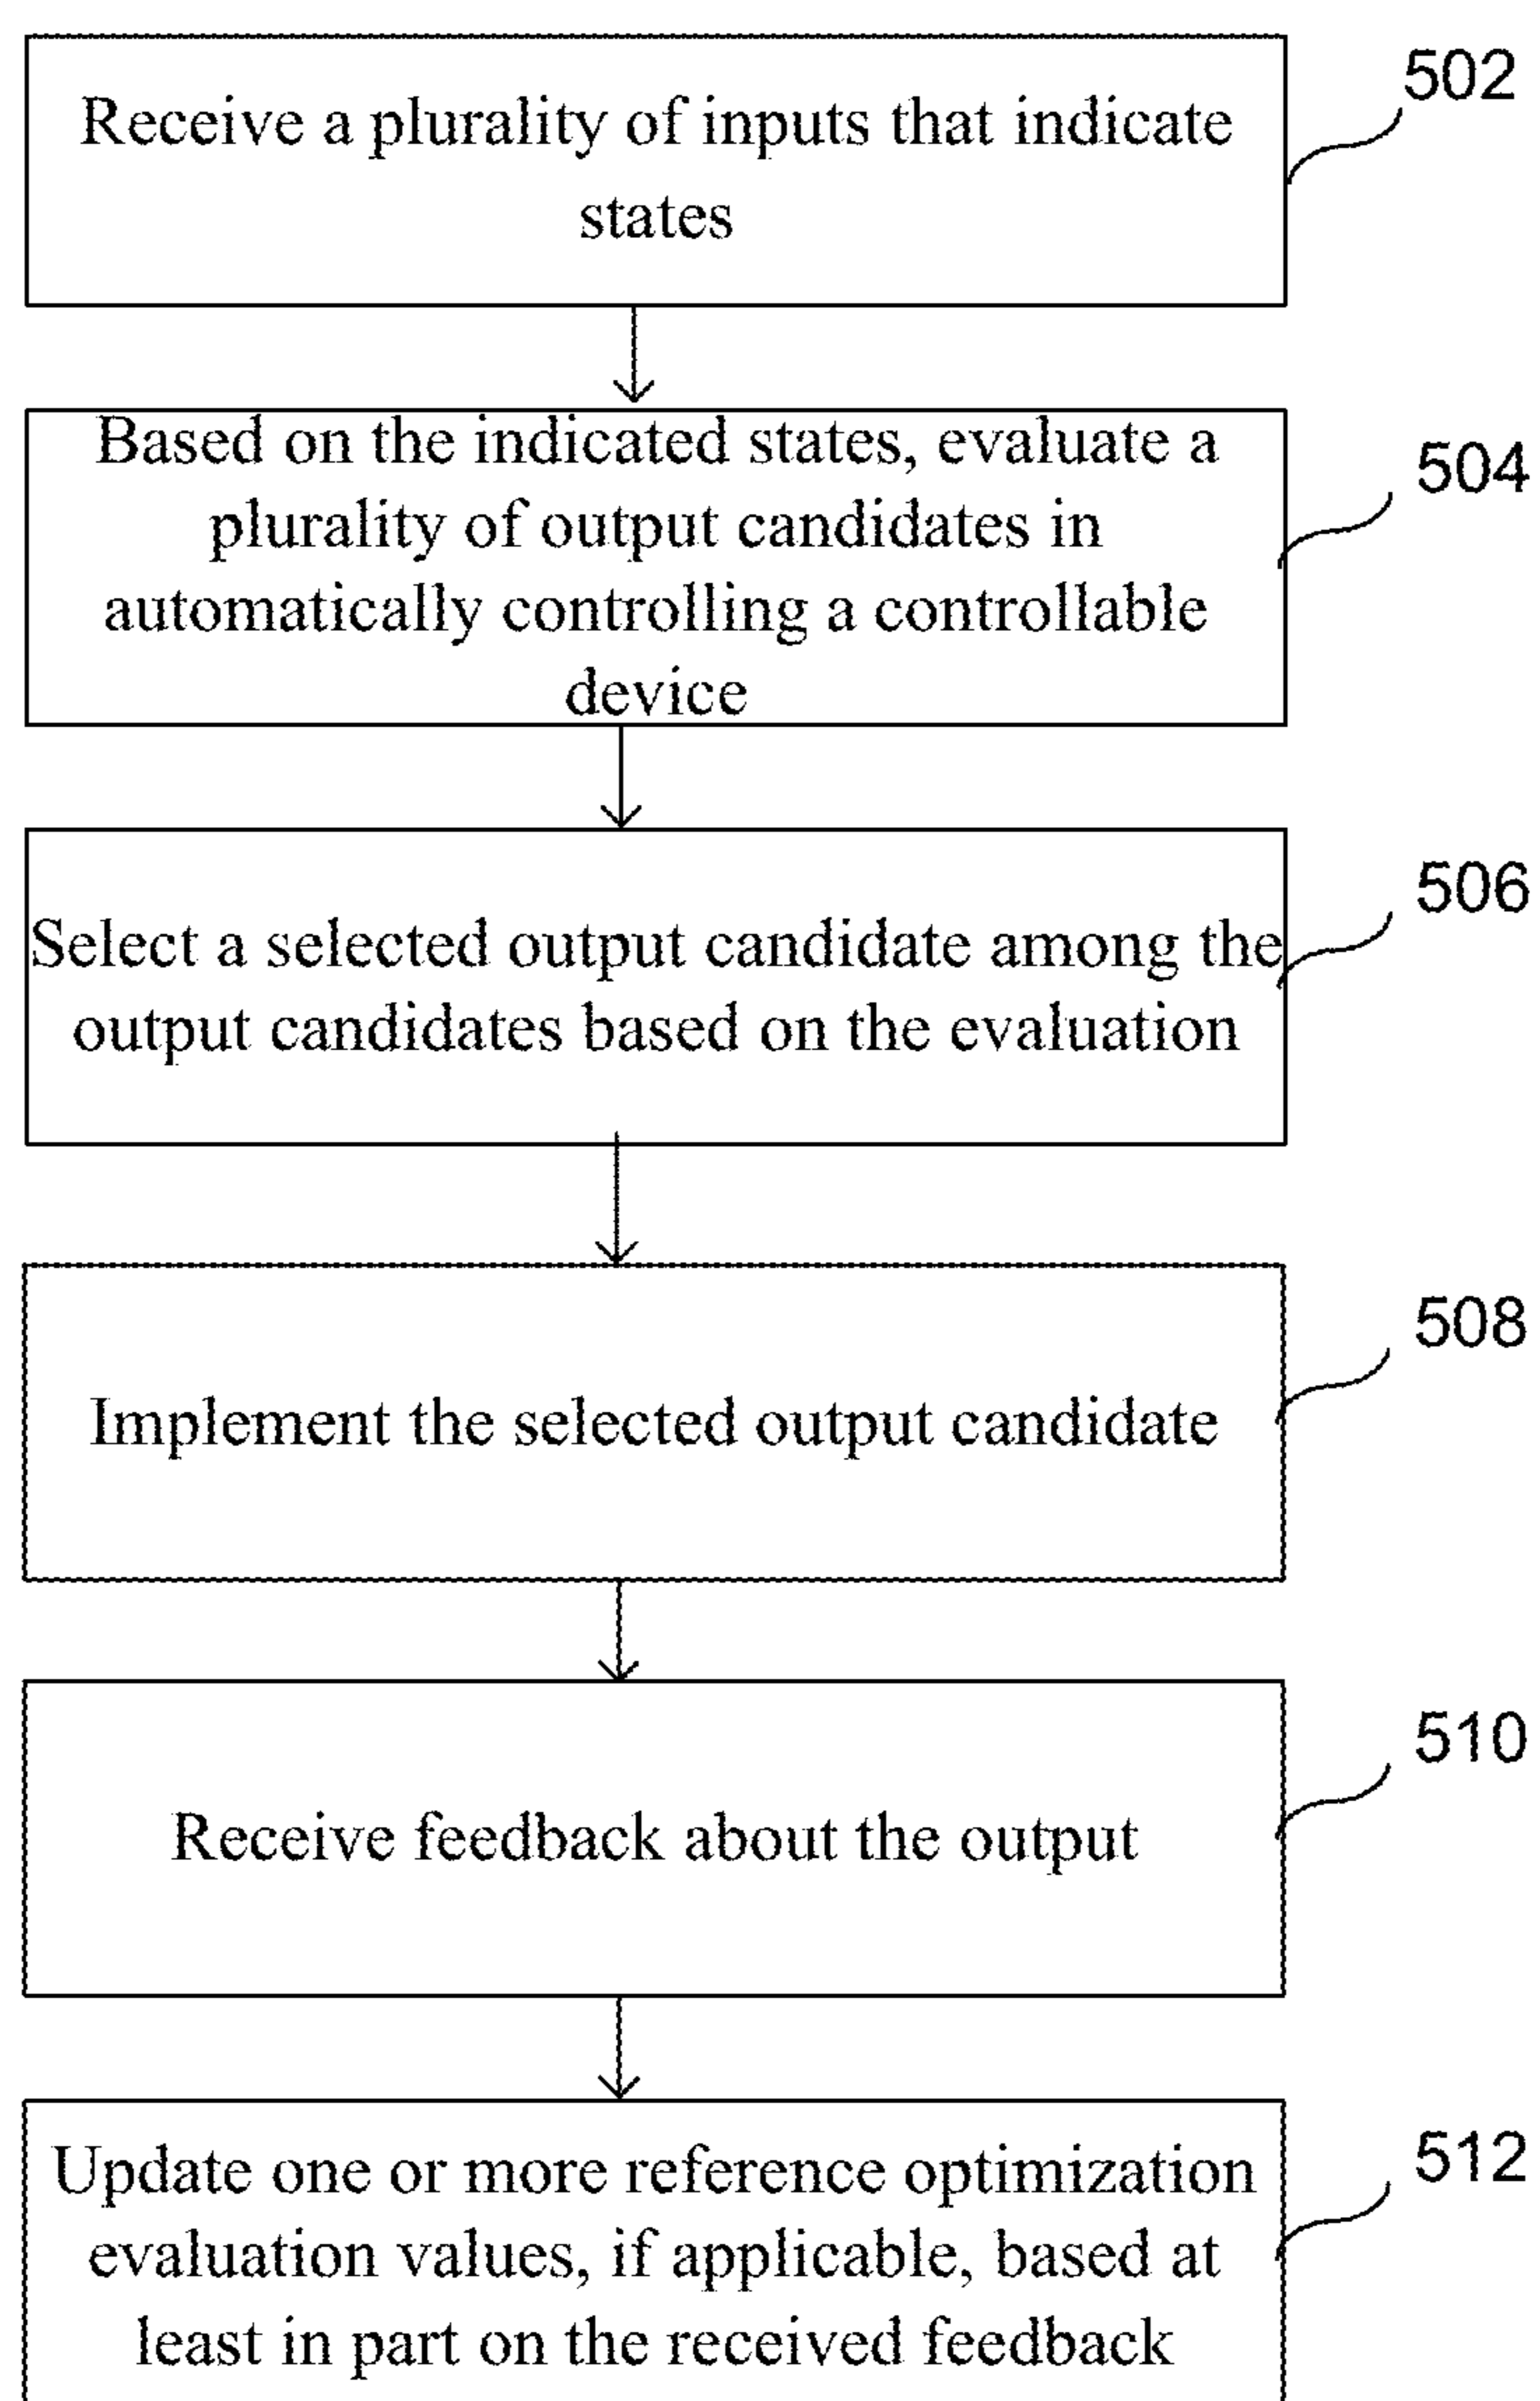 502
Receive a plurality of inputs that indicate
states
504
Based on the indicated states, evaluate a
plurality of output candidates in
automatically controlling a controllable
device
506
Select a selected output candidate among the
output candidates based on the evaluation
508
Implement the selected output candidate
510
Receive feedback about the output
512
Update one or more reference optimization
evaluation values, if applicable, based at
least in part on the received feedback